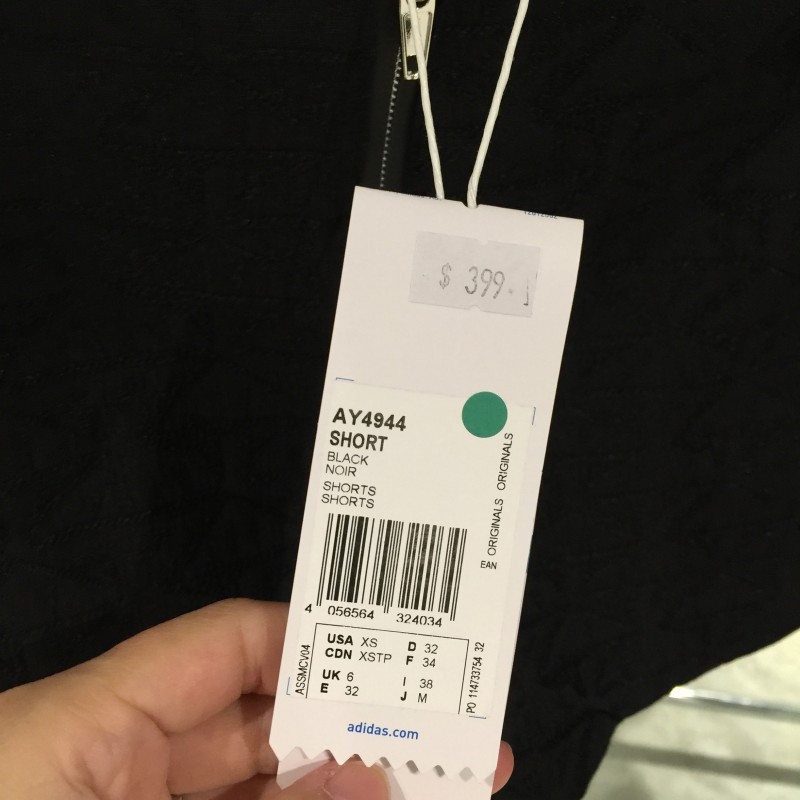 $ 399.
AY4944
SHORT
BLACK
NOIR
SHORTS
SHORTS
ORIGINALS ORIGINALS
EAN
4 056564 324034
USA XS D 32
CDN XSTP F 34
UK 6 I 38
E 32 J M
ASSMCV04
PO 114733754 32
adidas.com